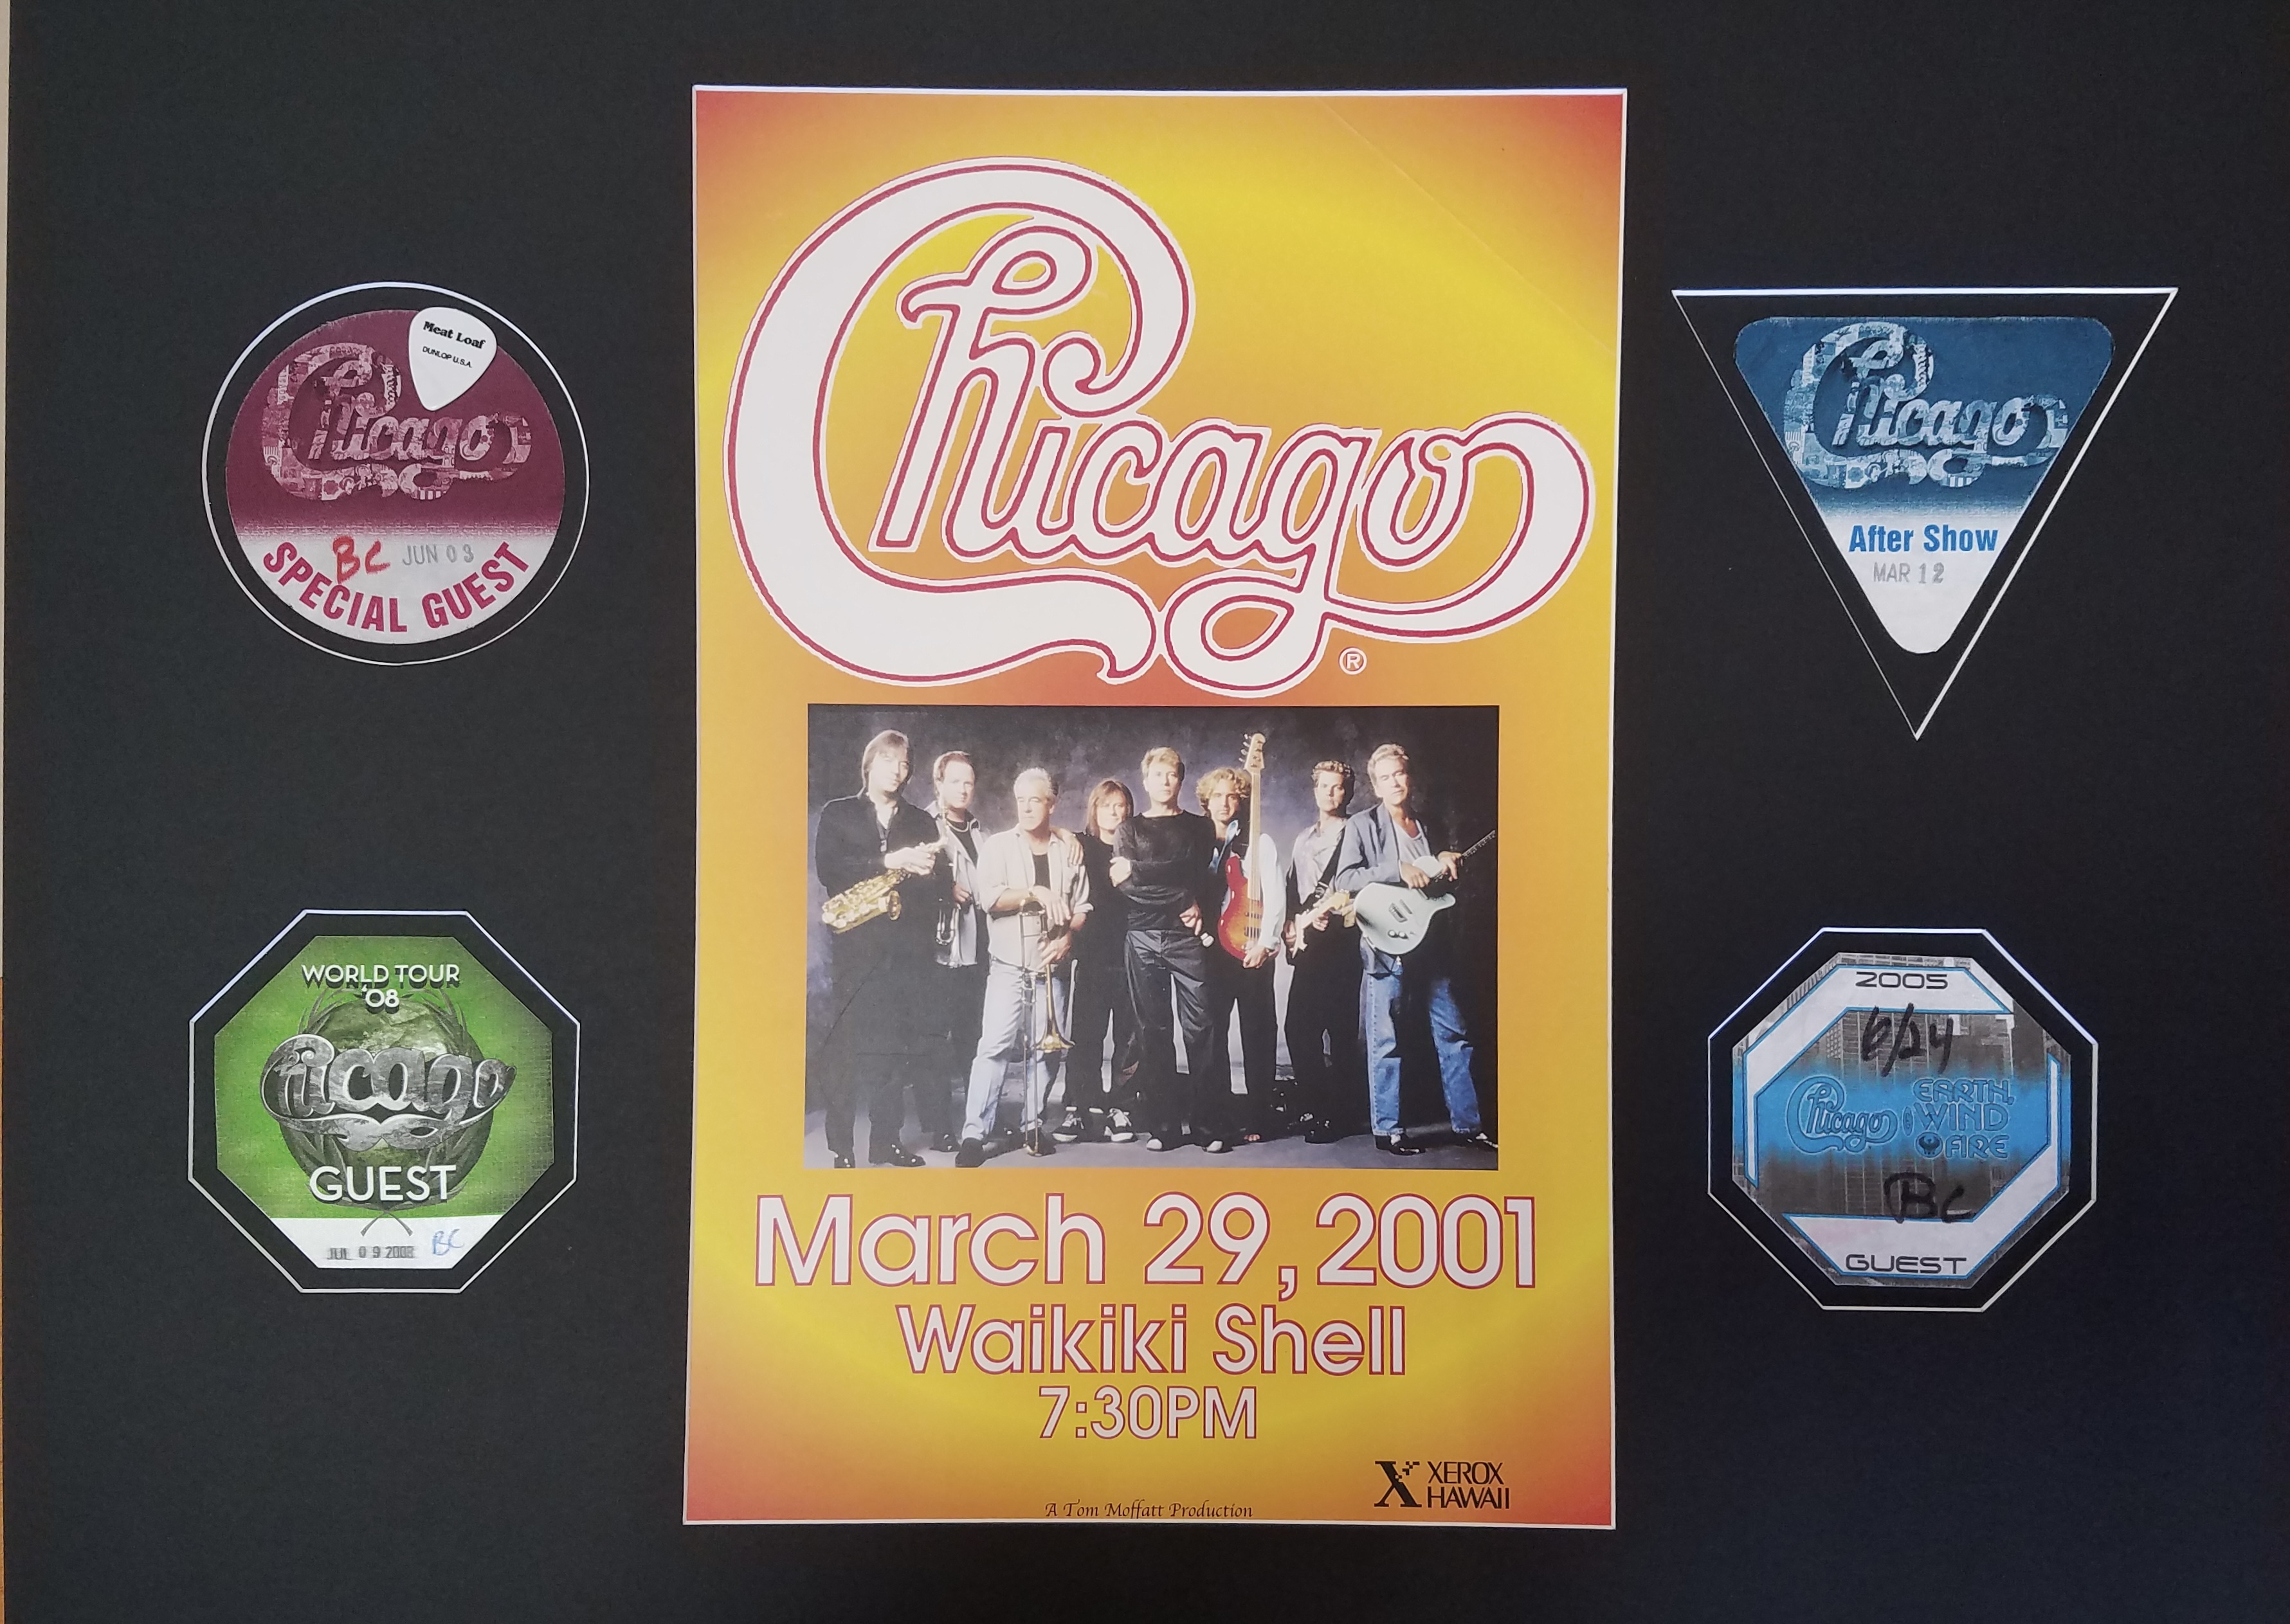 Meat Loaf
DUNLOP U.S.A.
Chicago
BC JUN 03
SPECIAL GUEST
WORLD TOUR
'08
Chicago
GUEST
JUL 09 2008 BC
Chicago
®
March 29, 2001
Waikiki Shell
7:30PM
XEROX
HAWAII
A Tom Moffatt Production
Chicago
After Show
MAR 12
2005
6/24
Chicago
EARTH,
WIND
FIRE
BC
GUEST